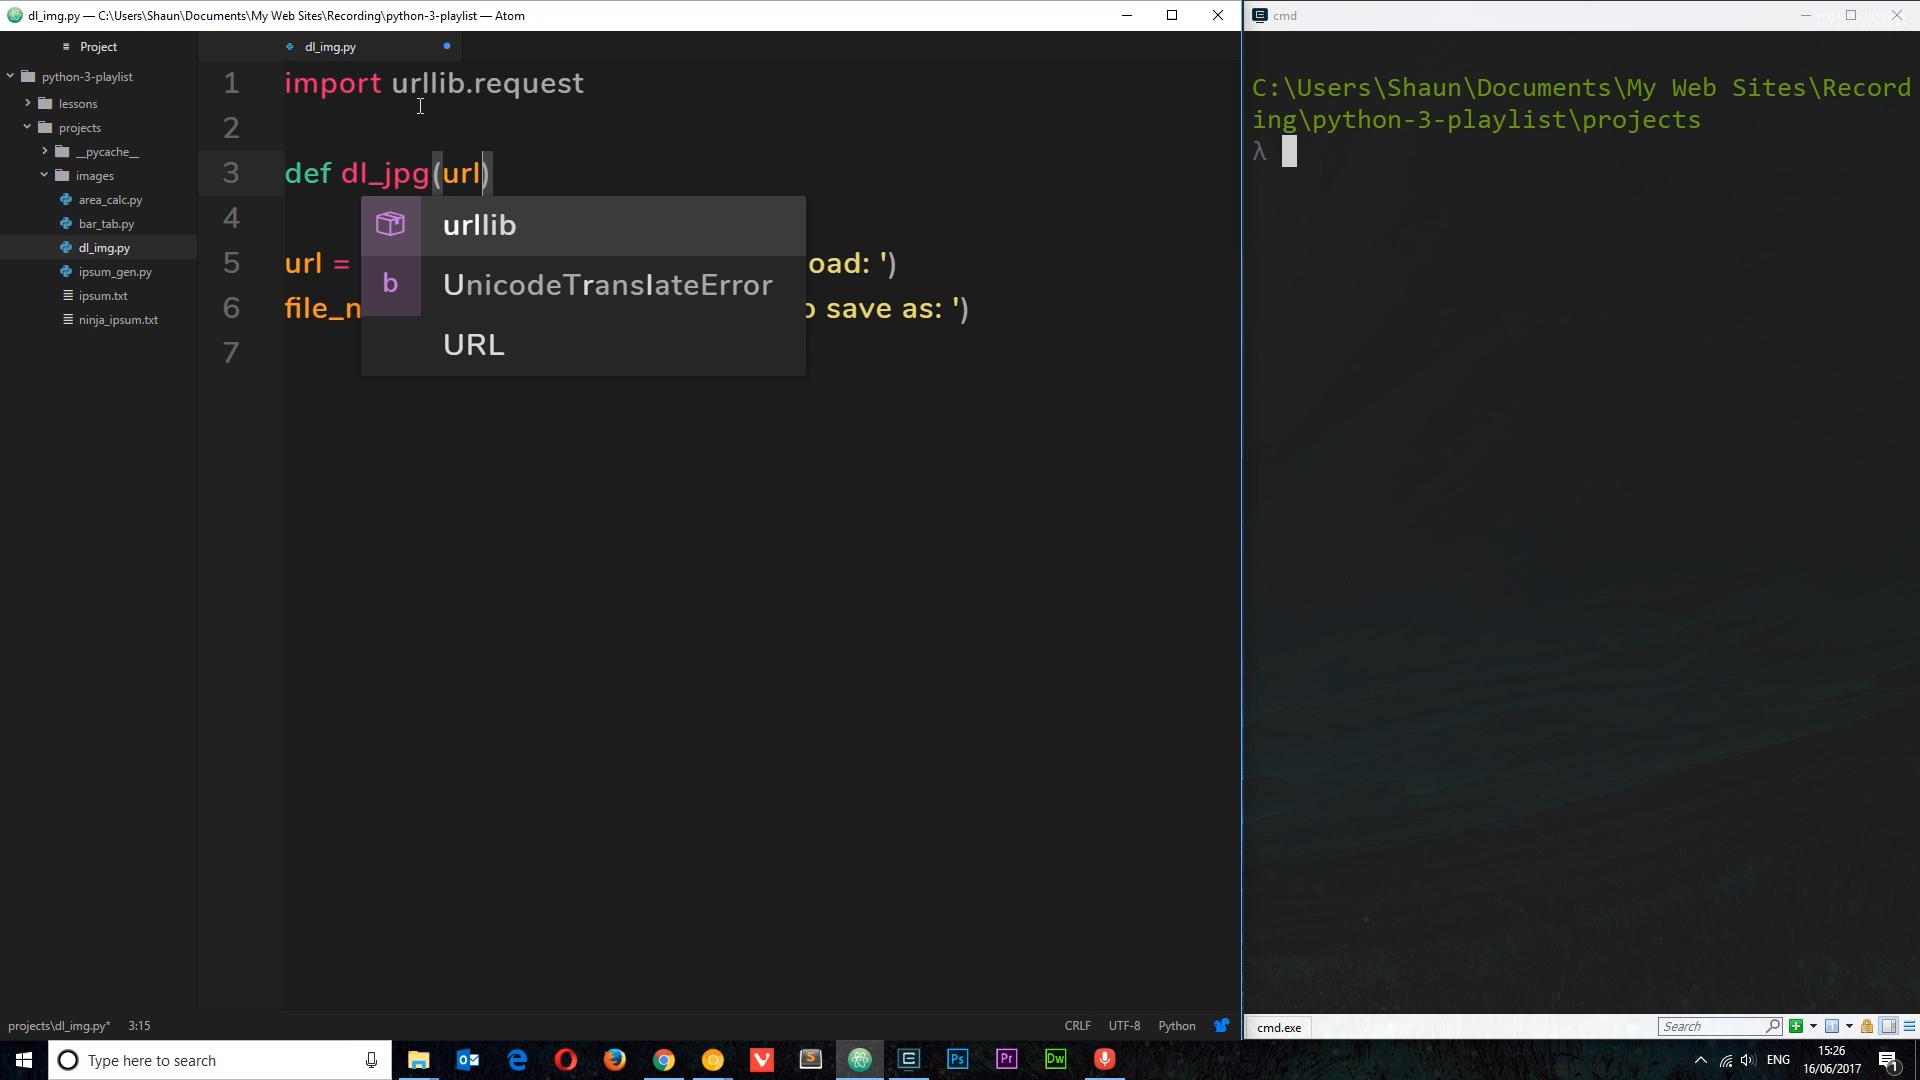 dl_img.py — C:\Users\Shaun\Documents\My Web Sites\Recording\python-3-playlist — Atom
cmd
Project
python-3-playlist
lessons
projects
__pycache__
images
area_calc.py
bar_tab.py
dl_img.py
ipsum_gen.py
ipsum.txt
ninja_ipsum.txt
dl_img.py
1 import urllib.request
2
3 def dl_jpg(url)
4
5 url = oad: ')
6 file_n save as: ')
7
urllib
b UnicodeTranslateError
URL
C:\Users\Shaun\Documents\My Web Sites\Record
ing\python-3-playlist\projects
λ
projects\dl_img.py* 3:15
CRLF UTF-8 Python
cmd.exe
Search
Type here to search
Ps
Pr
Dw
ENG
15:26
16/06/2017
1